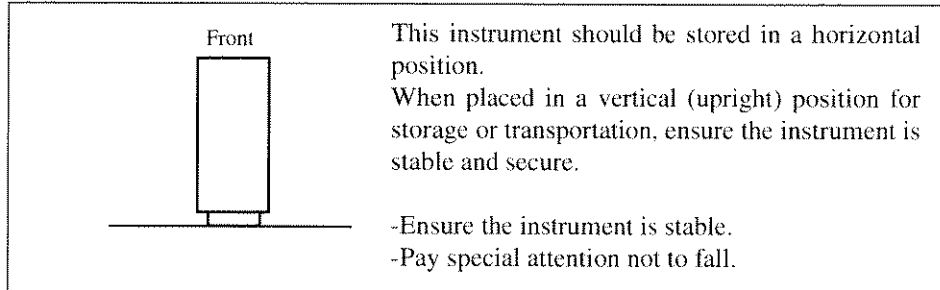 Front
This instrument should be stored in a horizontal
position.
When placed in a vertical (upright) position for
storage or transportation, ensure the instrument is
stable and secure.
-Ensure the instrument is stable.
-Pay special attention not to fall.